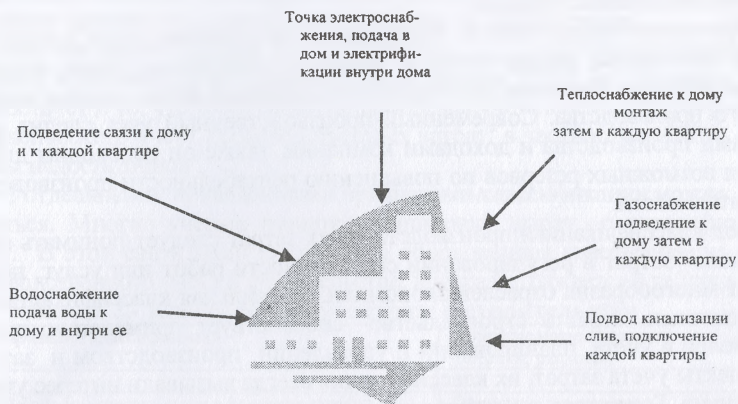 Точка электроснаб-
жения, подача в
дом и электрифи-
кации внутри дома
Теплоснабжение к дому
монтаж
затем в каждую квартиру
Подведение связи к дому
и к каждой квартире
Газоснабжение
подведение к
дому затем в
каждую квартиру
Водоснабжение
подача воды к
дому и внутри ее
Подвод канализации
слив, подключение
каждой квартиры